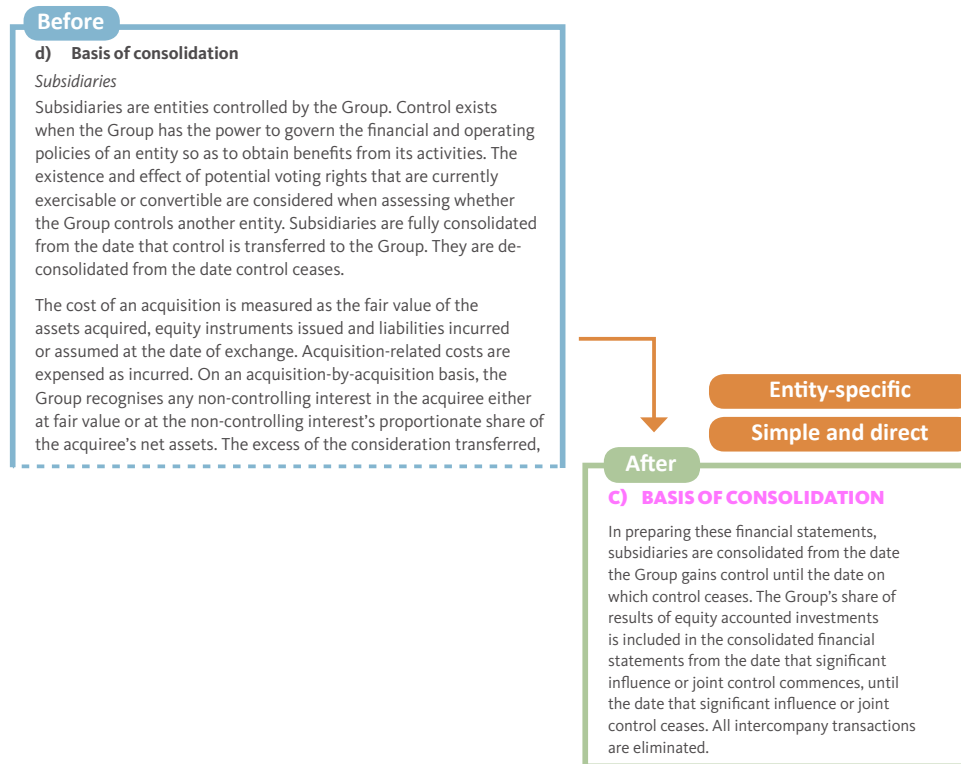 Before
d) Basis of consolidation
Subsidiaries
Subsidiaries are entities controlled by the Group. Control exists
when the Group has the power to govern the financial and operating
policies of an entity so as to obtain benefits from its activities. The
existence and effect of potential voting rights that are currently
exercisable or convertible are considered when assessing whether
the Group controls another entity. Subsidiaries are fully consolidated
from the date that control is transferred to the Group. They are de-
consolidated from the date control ceases.
The cost of an acquisition is measured as the fair value of the
assets acquired, equity instruments issued and liabilities incurred
or assumed at the date of exchange. Acquisition-related costs are
expensed as incurred. On an acquisition-by-acquisition basis, the
Group recognises any non-controlling interest in the acquiree either
at fair value or at the non-controlling interest's proportionate share of
the acquiree's net assets. The excess of the consideration transferred,
Entity-specific
Simple and direct
After
C) BASIS OF CONSOLIDATION
In preparing these financial statements,
subsidiaries are consolidated from the date
the Group gains control until the date on
which control ceases. The Group's share of
results of equity accounted investments
is included in the consolidated financial
statements from the date that significant
influence or joint control commences, until
the date that significant influence or joint
control ceases. All intercompany transactions
are eliminated.